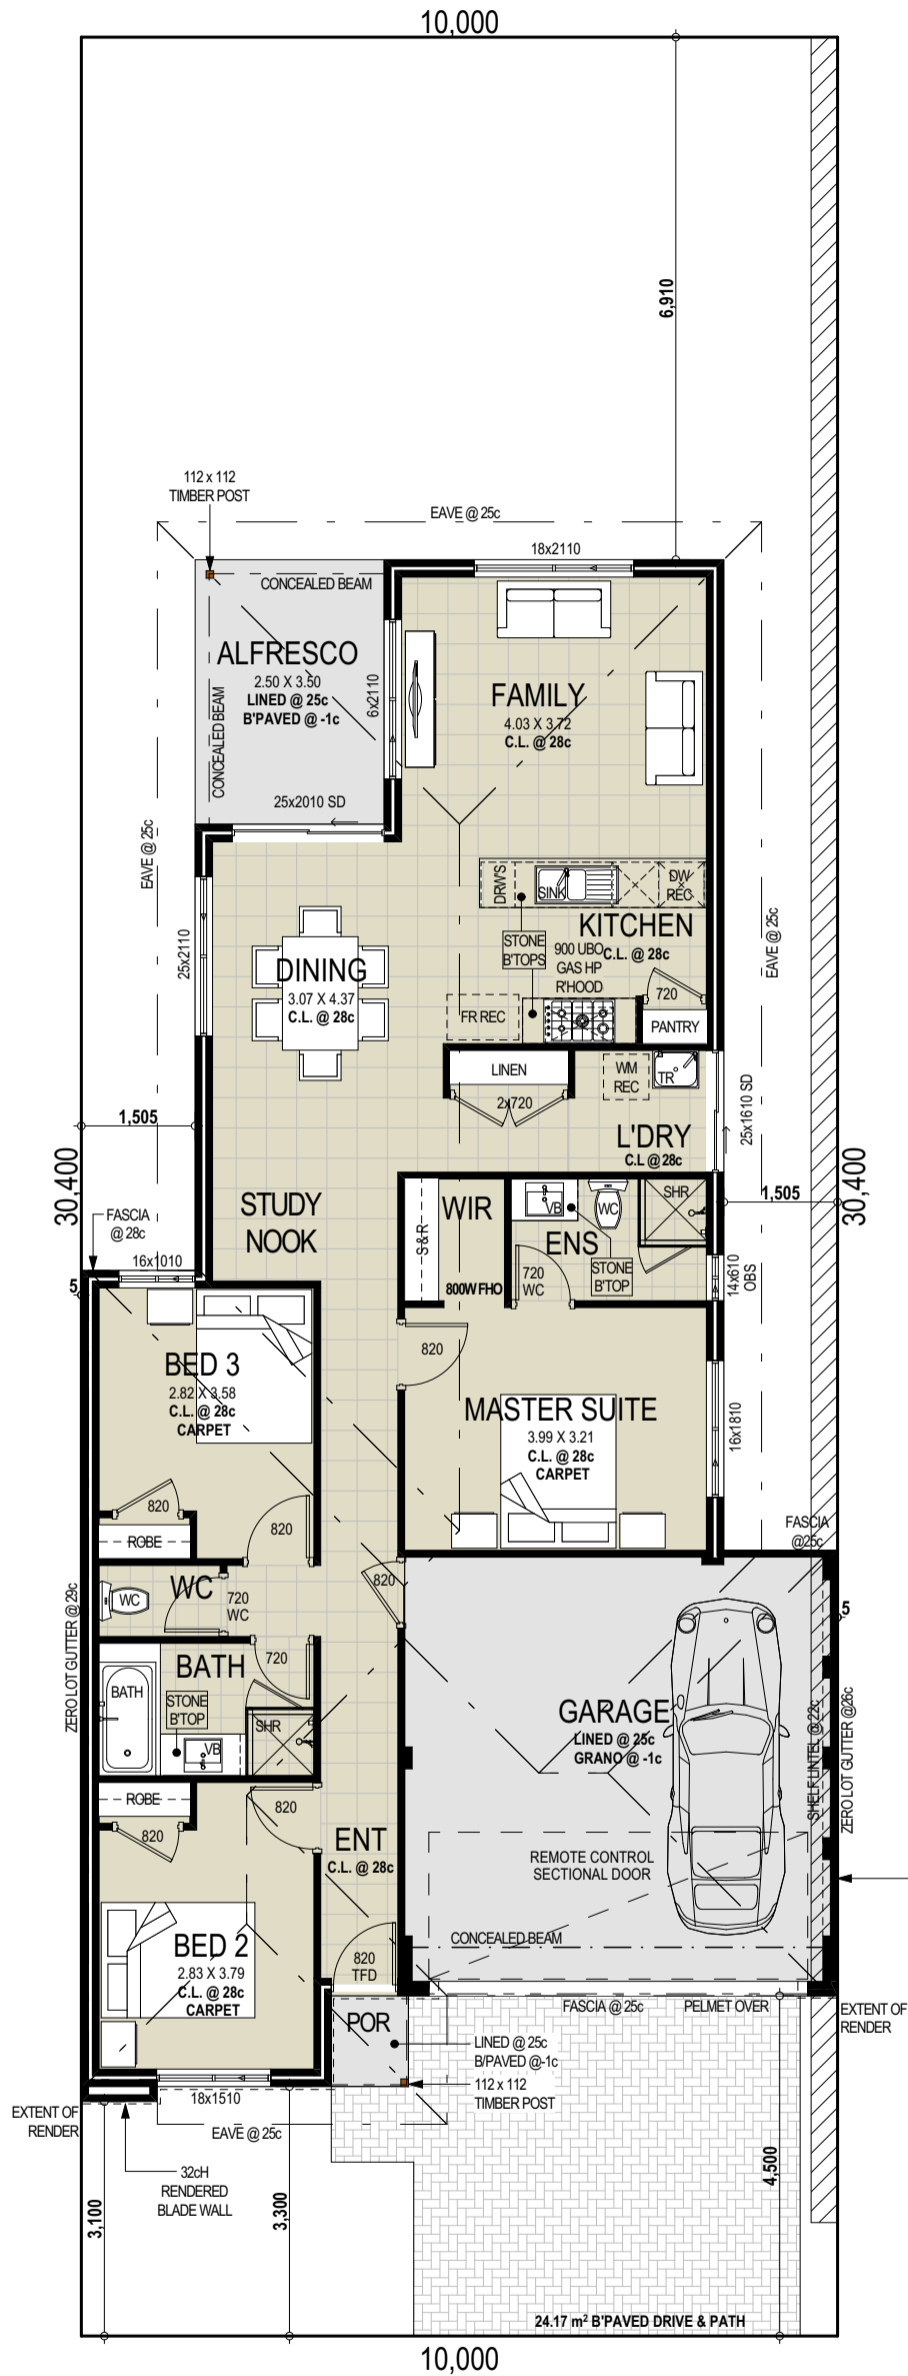 10,000
6,910
112 x 112
TIMBER POST
EAVE @ 25c
18x2110
CONCEALED BEAM
ALFRESCO
2.50 X 3.50
LINED @ 25c
B'PAVED @ -1c
CONCEALED BEAM
6x2110
25x2010 SD
FAMILY
4.03 X 3.72
C.L. @ 28c
EAVE @ 25c
25x2110
DRW'S
SINK
DW
REC
KITCHEN
C.L. @ 28c
STONE
B'TOPS
900 UBO
GAS HP
R'HOOD
720
PANTRY
FR REC
EAVE @ 25c
DINING
3.07 X 4.37
C.L. @ 28c
LINEN
2x720
WM
REC
TR
L'DRY
C.L @ 28c
25x1610 SD
1,505
1,505
30,400
30,400
STUDY
NOOK
FASCIA
@ 28c
16x1010
5
S & R
WIR
800W FHO
VB
WC
SHR
ENS
STONE
B'TOP
720
WC
14x610
OBS
820
BED 3
2.82 X 3.58
C.L. @ 28c
CARPET
MASTER SUITE
3.99 X 3.21
C.L. @ 28c
CARPET
16x1810
820
820
ROBE
FASCIA
@25c
WC
WC
720
WC
820
5
ZERO LOT GUTTER @29c
BATH
BATH
720
STONE
B'TOP
VB
SHR
GARAGE
LINED @ 25c
GRANO @ -1c
SHELF LINTEL @ 22c
ZERO LOT GUTTER @26c
ROBE
820
820
ENT
C.L. @ 28c
REMOTE CONTROL
SECTIONAL DOOR
CONCEALED BEAM
BED 2
2.83 X 3.79
C.L. @ 28c
CARPET
820
TFD
POR
FASCIA @ 25c
PELMET OVER
EXTENT OF
RENDER
LINED @ 25c
B/PAVED @-1c
112 x 112
TIMBER POST
18x1510
EAVE @ 25c
EXTENT OF
RENDER
32cH
RENDERED
BLADE WALL
3,100
3,300
4,500
24.17 m² B'PAVED DRIVE & PATH
10,000